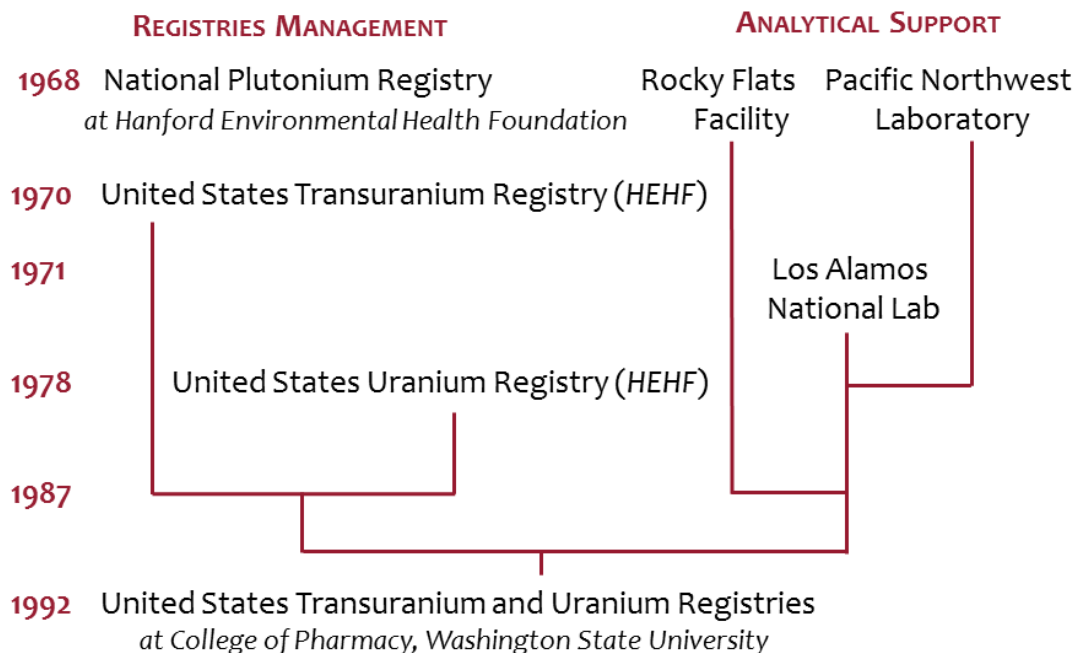 REGISTRIES MANAGEMENT
ANALYTICAL SUPPORT
1968 National Plutonium Registry
at Hanford Environmental Health Foundation
Rocky Flats
Facility
Pacific Northwest
Laboratory
1970 United States Transuranium Registry (HEHF)
1971
Los Alamos
National Lab
1978 United States Uranium Registry (HEHF)
1987
1992 United States Transuranium and Uranium Registries
at College of Pharmacy, Washington State University